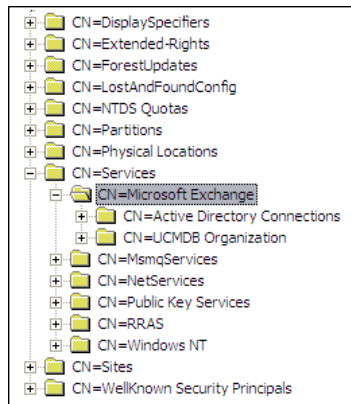 CN=DisplaySpecifiers
CN=Extended-Rights
CN=ForestUpdates
CN=LostAndFoundConfig
CN=NTDS Quotas
CN=Partitions
CN=Physical Locations
CN=Services
CN=Microsoft Exchange
CN=Active Directory Connections
CN=UCMDB Organization
CN=MsmqServices
CN=NetServices
CN=Public Key Services
CN=RRAS
CN=Windows NT
CN=Sites
CN=WellKnown Security Principals